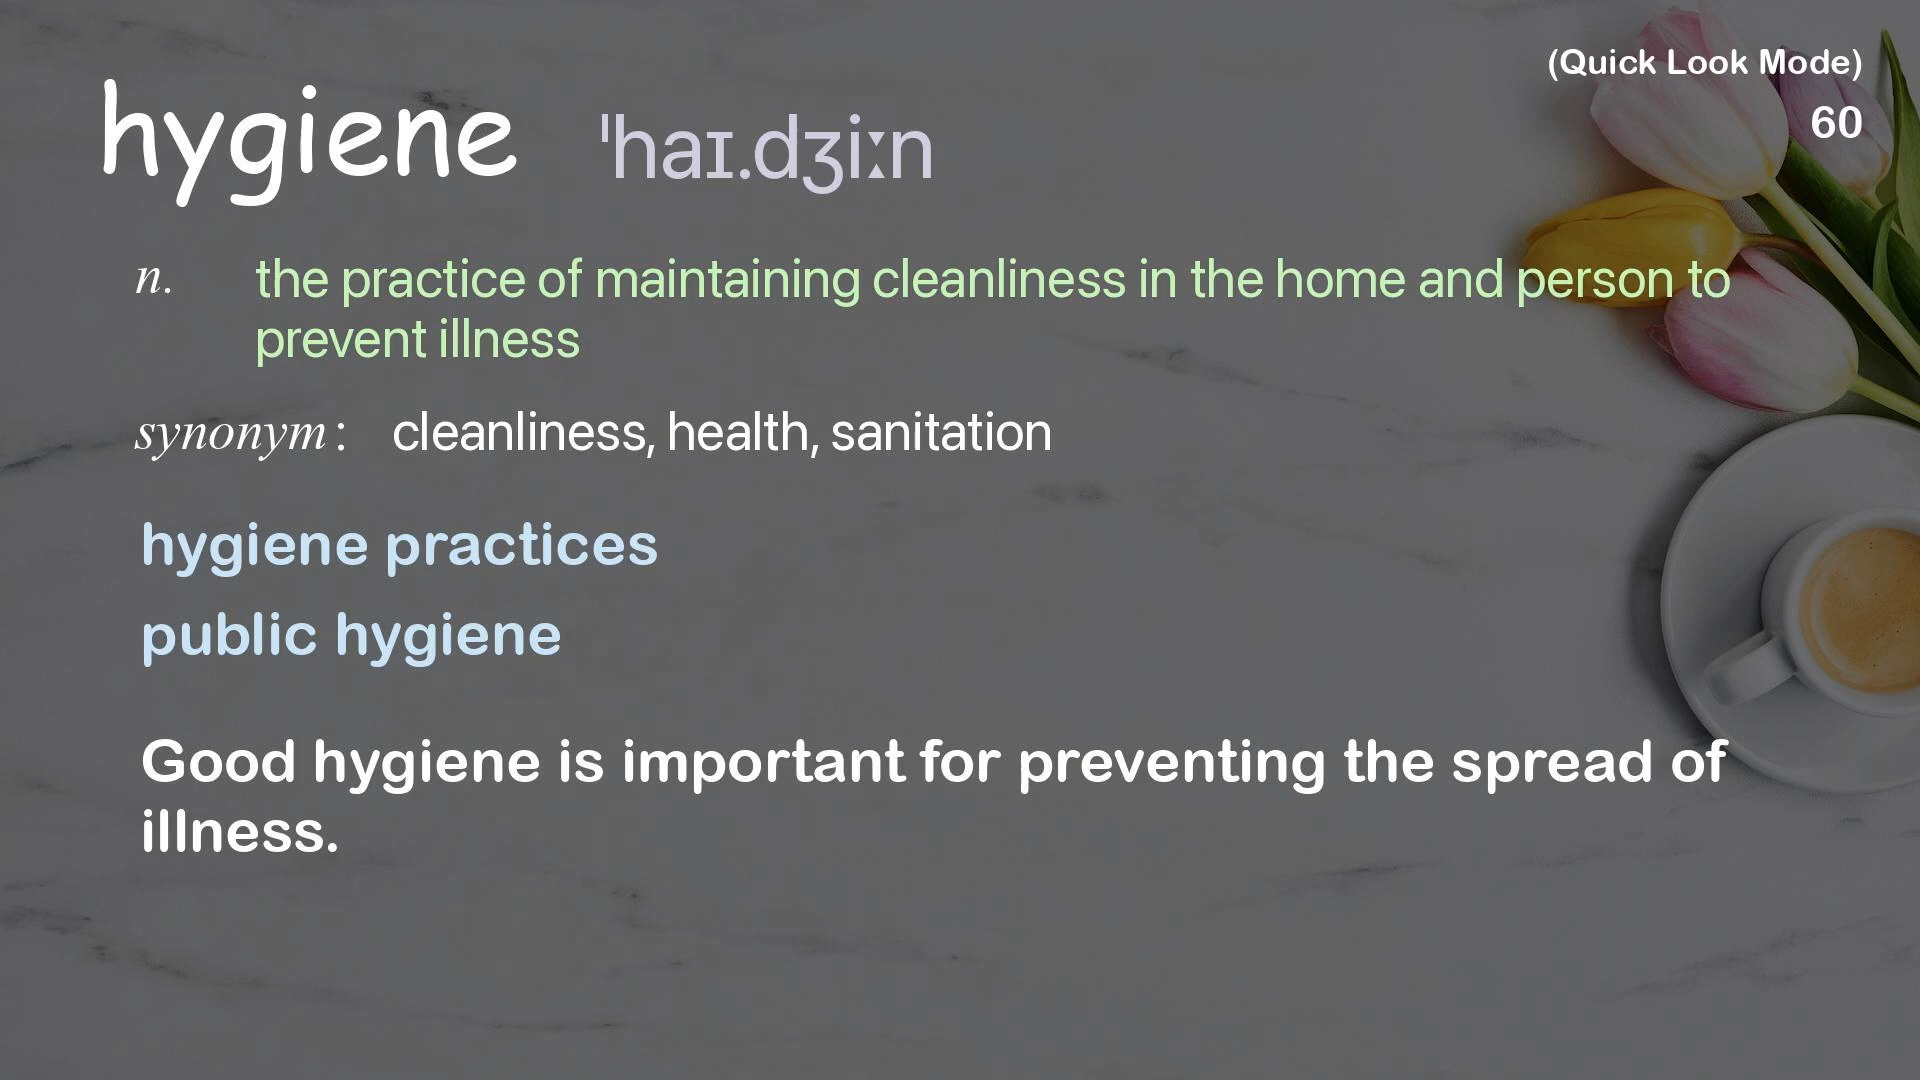 (Quick Look Mode)
60
hygiene ˈhaɪ.dʒiːn
n. the practice of maintaining cleanliness in the home and person to
prevent illness
synonym: cleanliness, health, sanitation
hygiene practices
public hygiene
Good hygiene is important for preventing the spread of
illness.